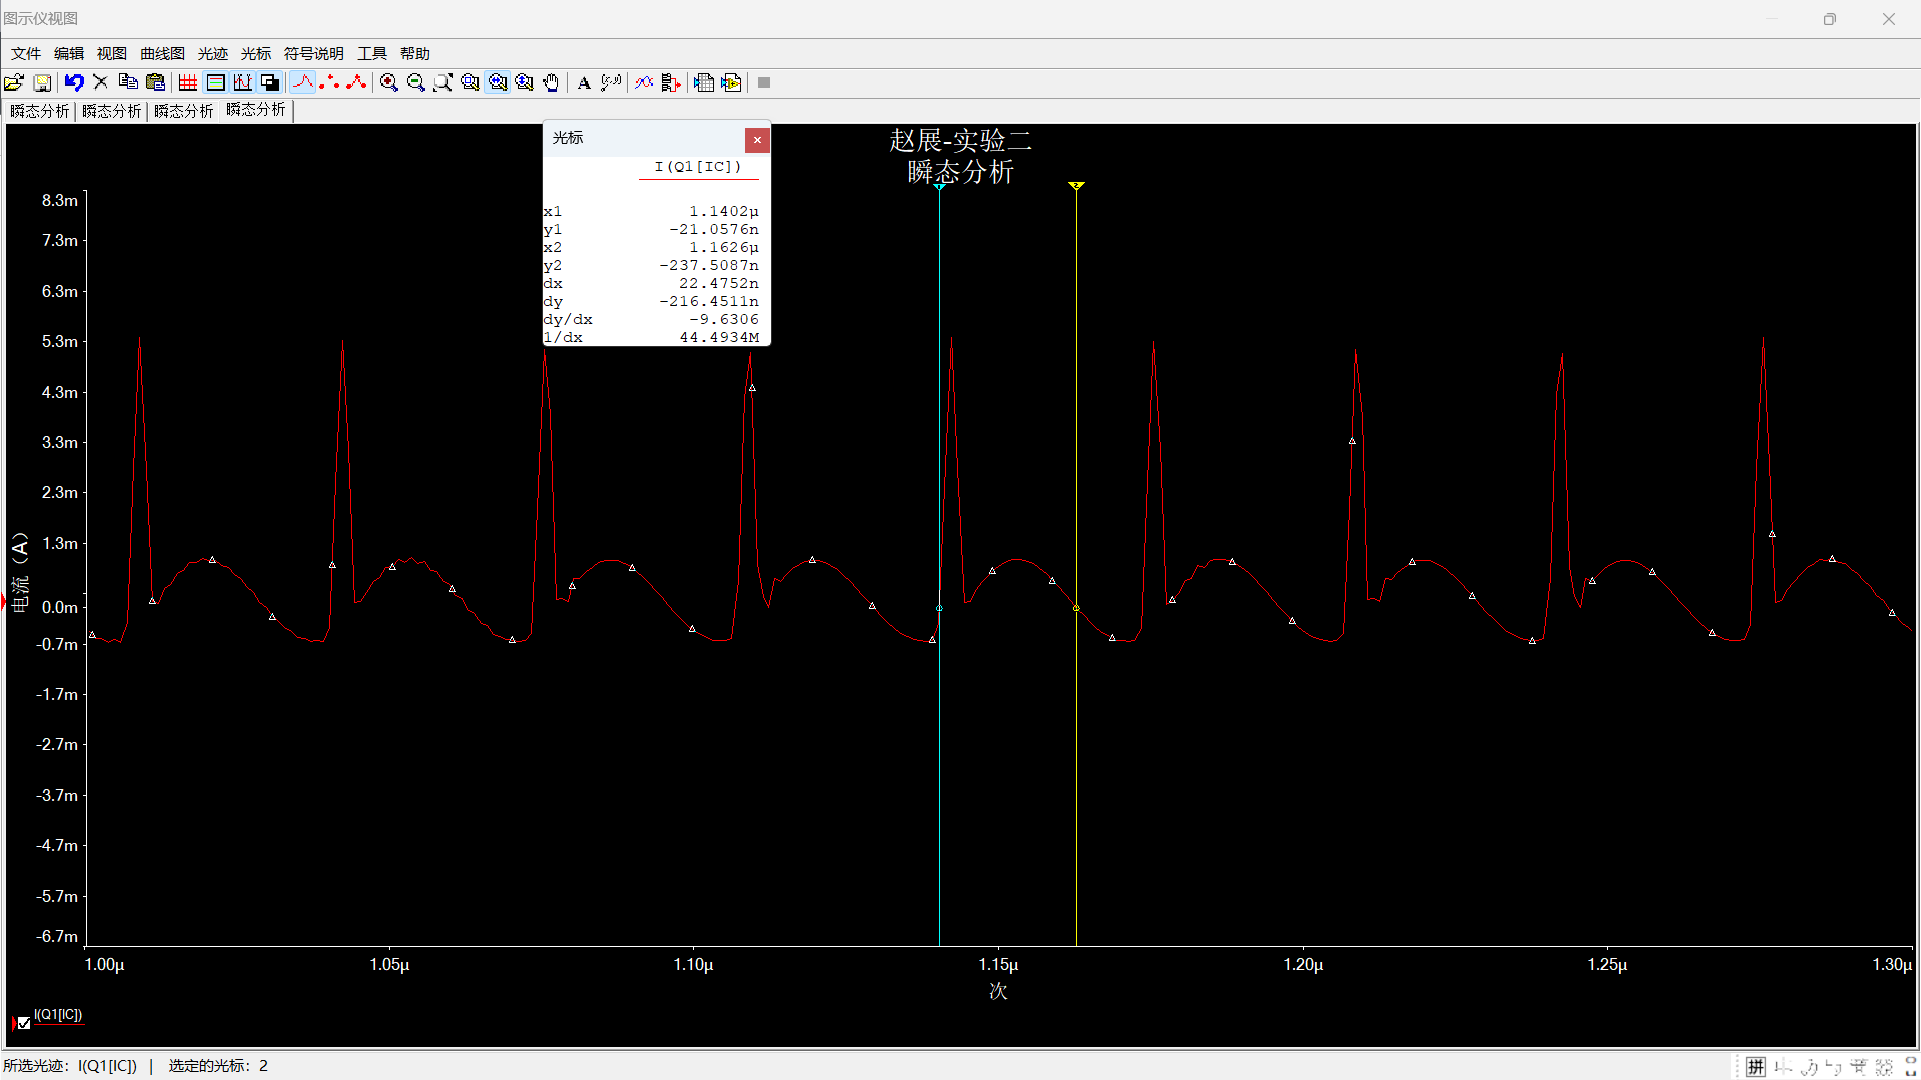 图示仪视图
文件 编辑 视图 曲线图 光迹 光标 符号说明 工具 帮助
瞬态分析 瞬态分析 瞬态分析 瞬态分析
赵展-实验二
瞬态分析
光标
I(Q1[IC])
x1 1.1402µ
y1 -21.0576n
x2 1.1626µ
y2 -237.5087n
dx 22.4752n
dy -216.4511n
dy/dx -9.6306
1/dx 44.4934M
8.3m
7.3m
6.3m
5.3m
4.3m
3.3m
2.3m
1.3m
0.0m
-0.7m
-1.7m
-2.7m
-3.7m
-4.7m
-5.7m
-6.7m
电流（A）
1.00µ 1.05µ 1.10µ 1.15µ 1.20µ 1.25µ 1.30µ
次
I(Q1[IC])
所选光迹: I(Q1[IC]) | 选定的光标: 2
拼